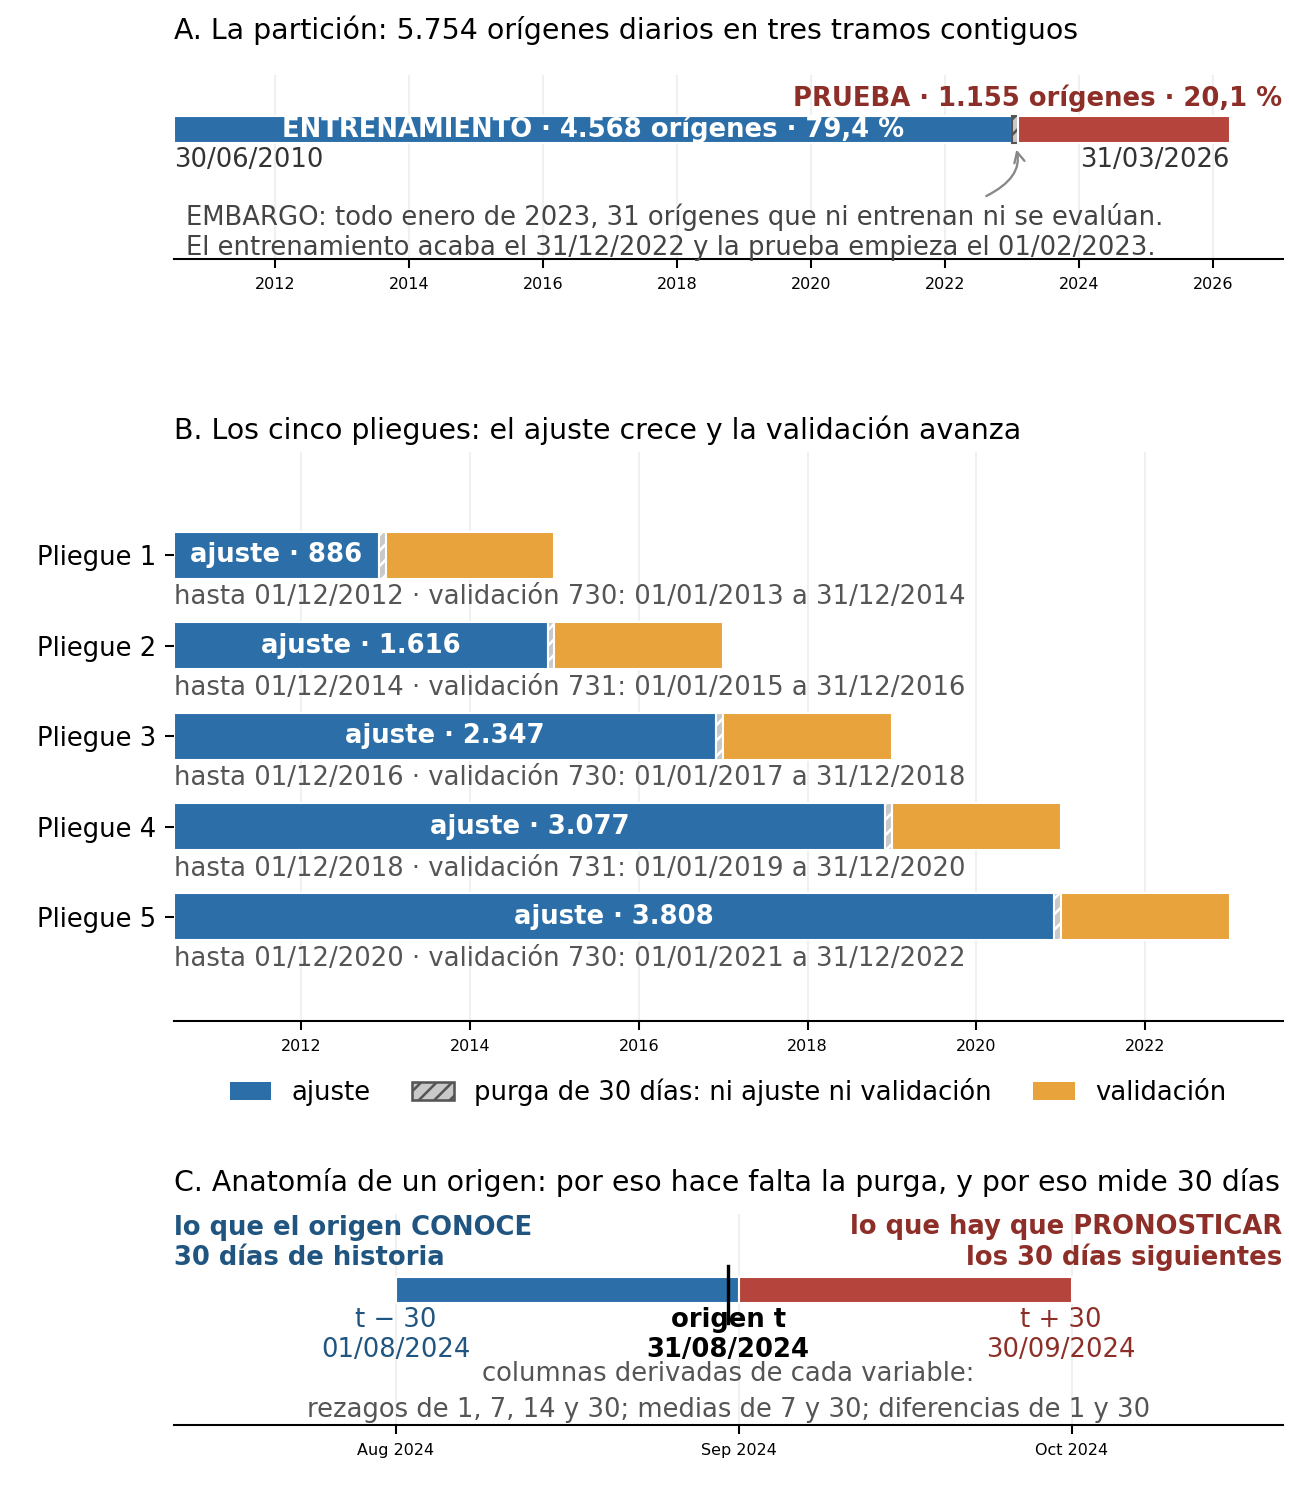 A. La partición: 5.754 orígenes diarios en tres tramos contiguos
PRUEBA · 1.155 orígenes · 20,1 %
ENTRENAMIENTO · 4.568 orígenes · 79,4 %
30/06/2010
31/03/2026
EMBARGO: todo enero de 2023, 31 orígenes que ni entrenan ni se evalúan.
El entrenamiento acaba el 31/12/2022 y la prueba empieza el 01/02/2023.
2012 2014 2016 2018 2020 2022 2024 2026
B. Los cinco pliegues: el ajuste crece y la validación avanza
Pliegue 1
ajuste · 886
hasta 01/12/2012 · validación 730: 01/01/2013 a 31/12/2014
Pliegue 2
ajuste · 1.616
hasta 01/12/2014 · validación 731: 01/01/2015 a 31/12/2016
Pliegue 3
ajuste · 2.347
hasta 01/12/2016 · validación 730: 01/01/2017 a 31/12/2018
Pliegue 4
ajuste · 3.077
hasta 01/12/2018 · validación 731: 01/01/2019 a 31/12/2020
Pliegue 5
ajuste · 3.808
hasta 01/12/2020 · validación 730: 01/01/2021 a 31/12/2022
2012 2014 2016 2018 2020 2022
ajuste
purga de 30 días: ni ajuste ni validación
validación
C. Anatomía de un origen: por eso hace falta la purga, y por eso mide 30 días
lo que el origen CONOCE
30 días de historia
lo que hay que PRONOSTICAR
los 30 días siguientes
t − 30
01/08/2024
origen t
31/08/2024
t + 30
30/09/2024
columnas derivadas de cada variable:
rezagos de 1, 7, 14 y 30; medias de 7 y 30; diferencias de 1 y 30
Aug 2024 Sep 2024 Oct 2024